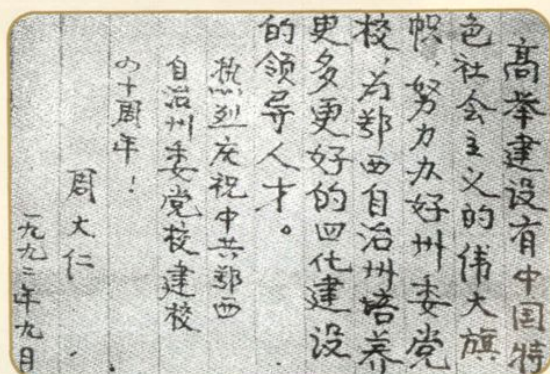 高举建设有中国特
色社会主义的伟大旗
帜，努力办好州委党
校，为鄂西自治州培养
更多更好的四化建设
的领导人才。
热烈庆祝中共鄂西
自治州委党校建校
四十周年！
周大仁
一九九二年九月